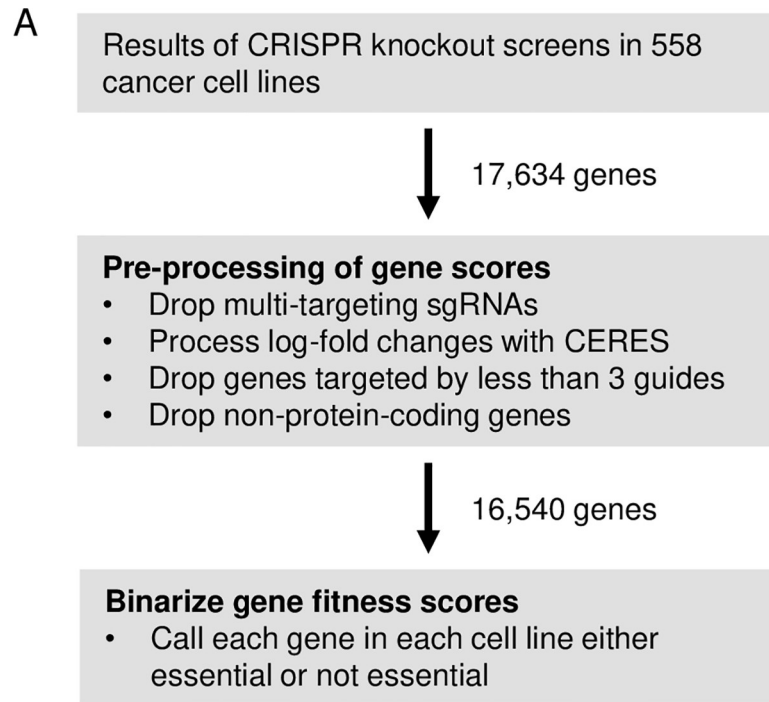 A
Results of CRISPR knockout screens in 558
cancer cell lines
17,634 genes
Pre-processing of gene scores
• Drop multi-targeting sgRNAs
• Process log-fold changes with CERES
• Drop genes targeted by less than 3 guides
• Drop non-protein-coding genes
16,540 genes
Binarize gene fitness scores
• Call each gene in each cell line either
essential or not essential